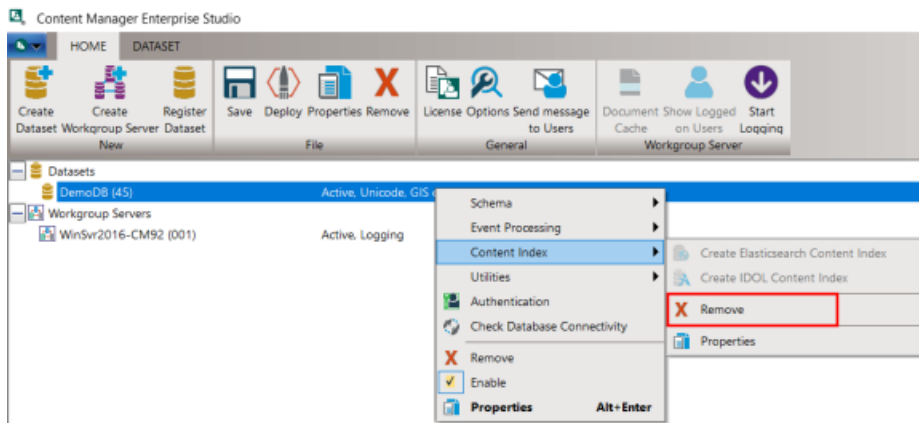 Content Manager Enterprise Studio
HOME DATASET
Create Create Register Save Deploy Properties Remove License Options Send message Document Show Logged Start
Dataset Workgroup Server Dataset to Users Cache on Users Logging
New File General Workgroup Server
Datasets
DemoDB (45) Active, Unicode, GIS
Workgroup Servers
WinSvr2016-CM92 (001) Active, Logging
Schema
Event Processing
Content Index
Utilities
Authentication
Check Database Connectivity
Remove
Enable
Properties Alt+Enter
Create Elasticsearch Content Index
Create IDOL Content Index
Remove
Properties